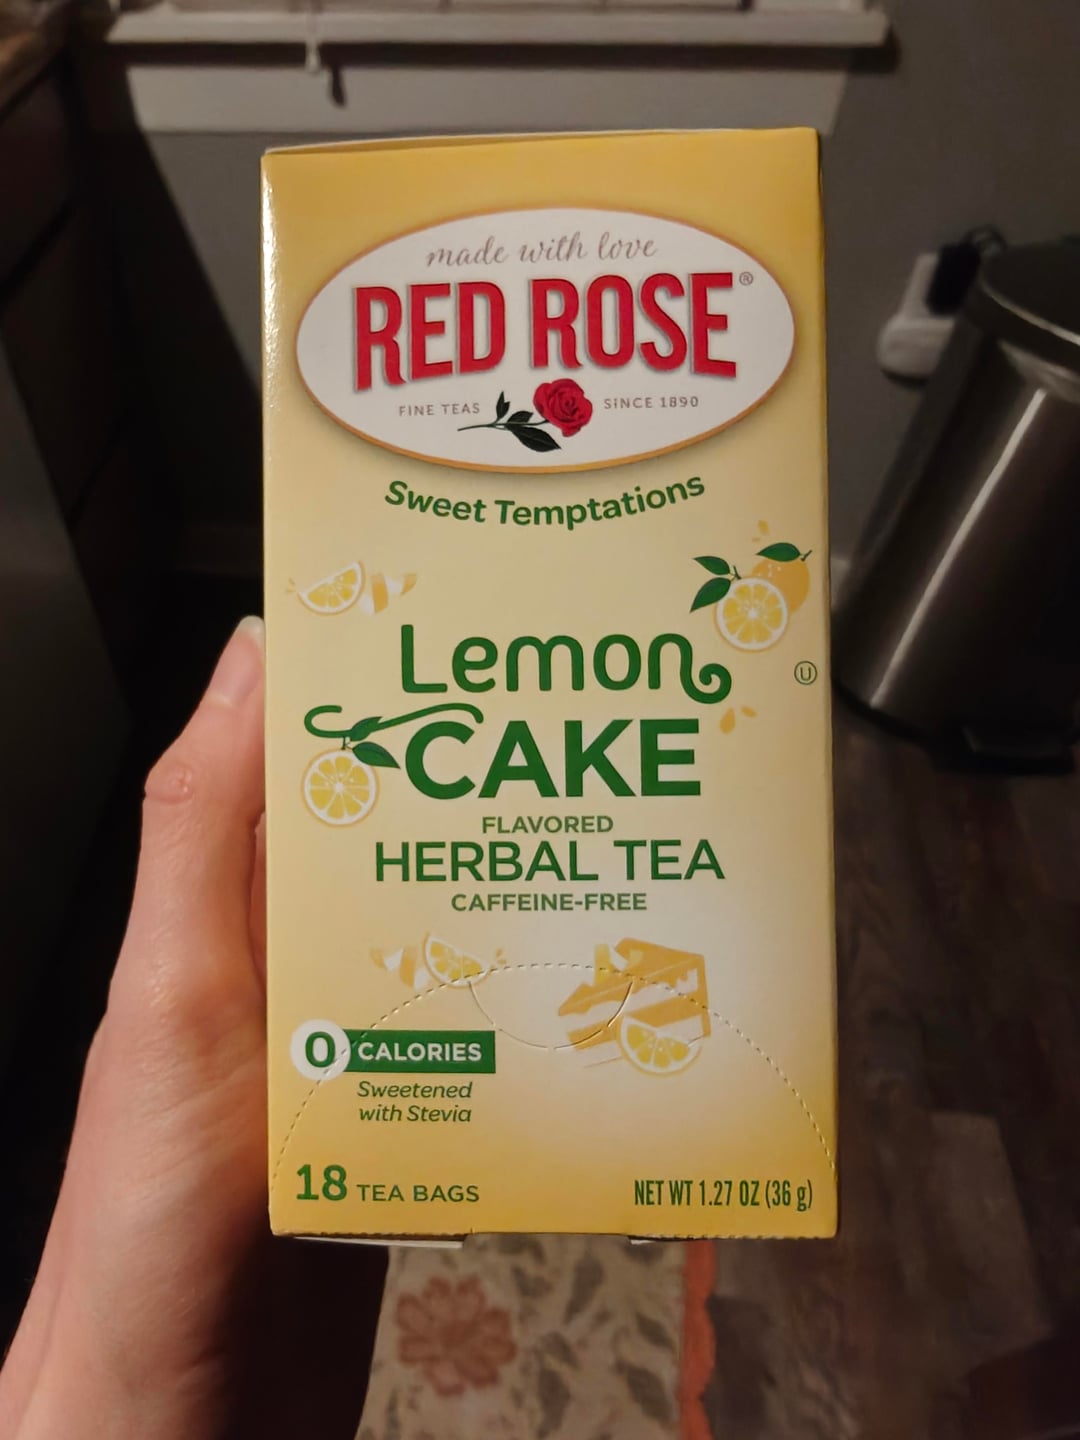 made with love
RED ROSE®
FINE TEAS SINCE 1890
Sweet Temptations
Lemon
CAKE
U
FLAVORED
HERBAL TEA
CAFFEINE-FREE
0 CALORIES
Sweetened
with Stevia
18 TEA BAGS
NET WT 1.27 OZ (36 g)